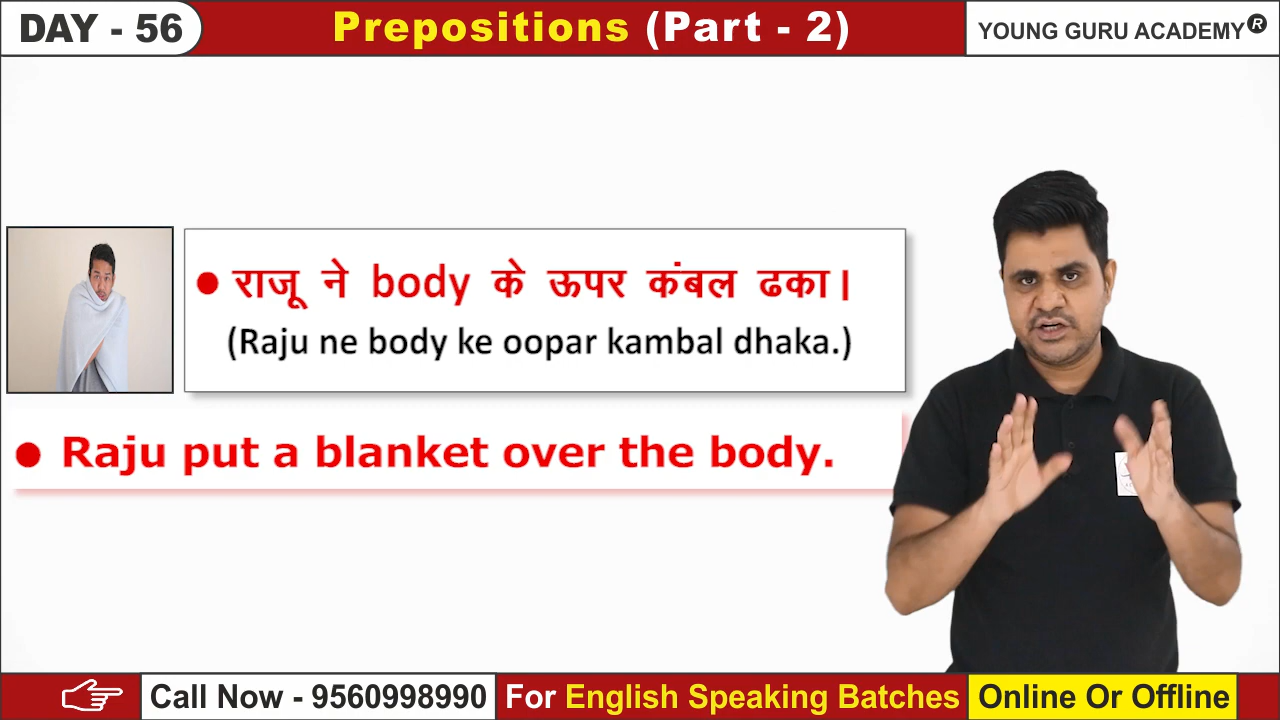 DAY - 56
Prepositions (Part - 2)
YOUNG GURU ACADEMY®
● राजू ने body के ऊपर कंबल ढका।
(Raju ne body ke oopar kambal dhaka.)
● Raju put a blanket over the body.
Call Now - 9560998990 For English Speaking Batches Online Or Offline